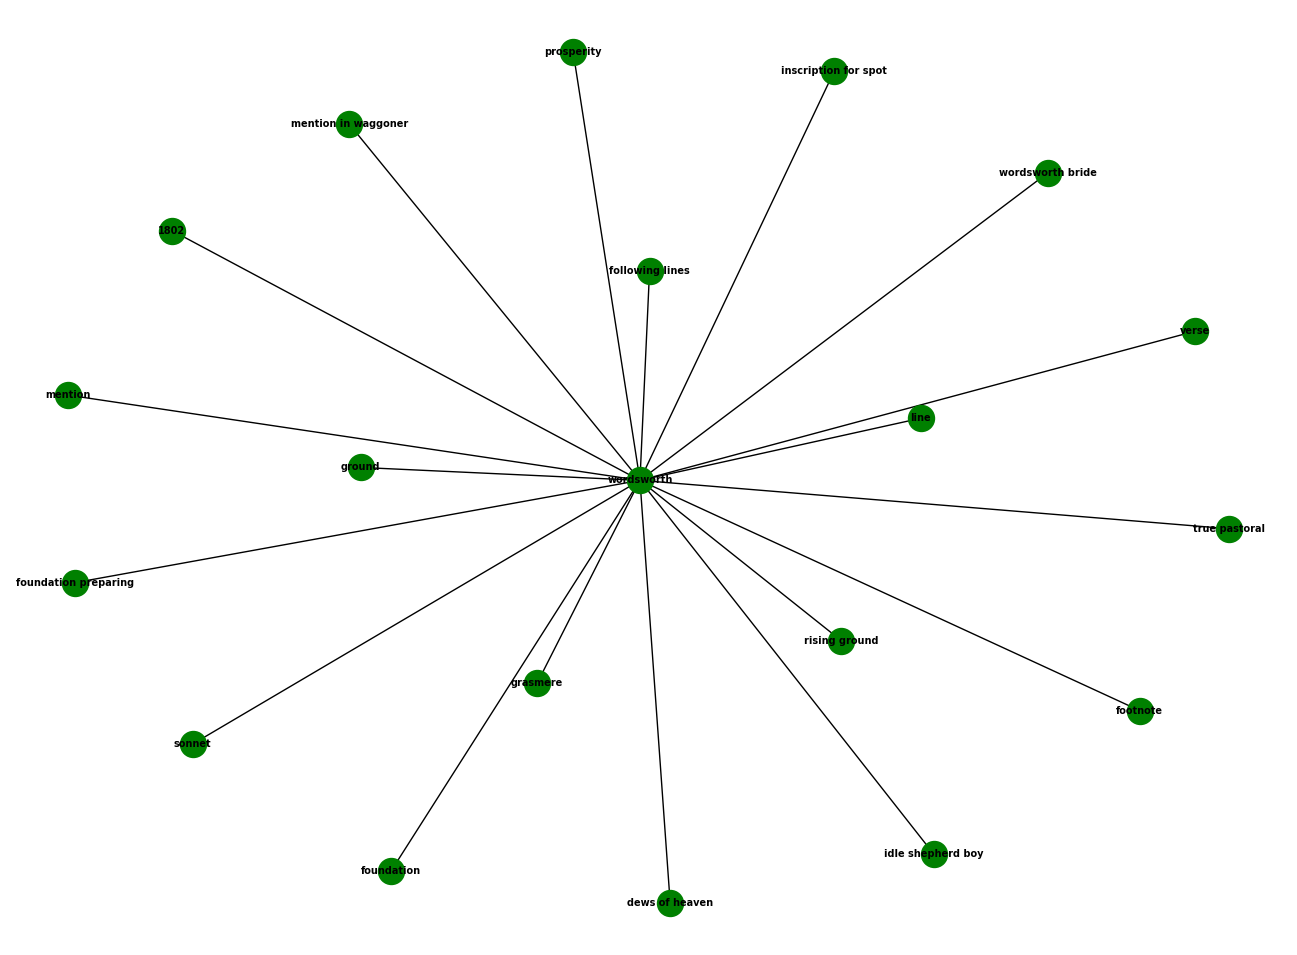 prosperity
inscription for spot
mention in waggoner
wordsworth bride
1802
following lines
verse
mention
line
ground
wordsworth
true pastoral
foundation preparing
rising ground
grasmere
footnote
sonnet
idle shepherd boy
foundation
dews of heaven